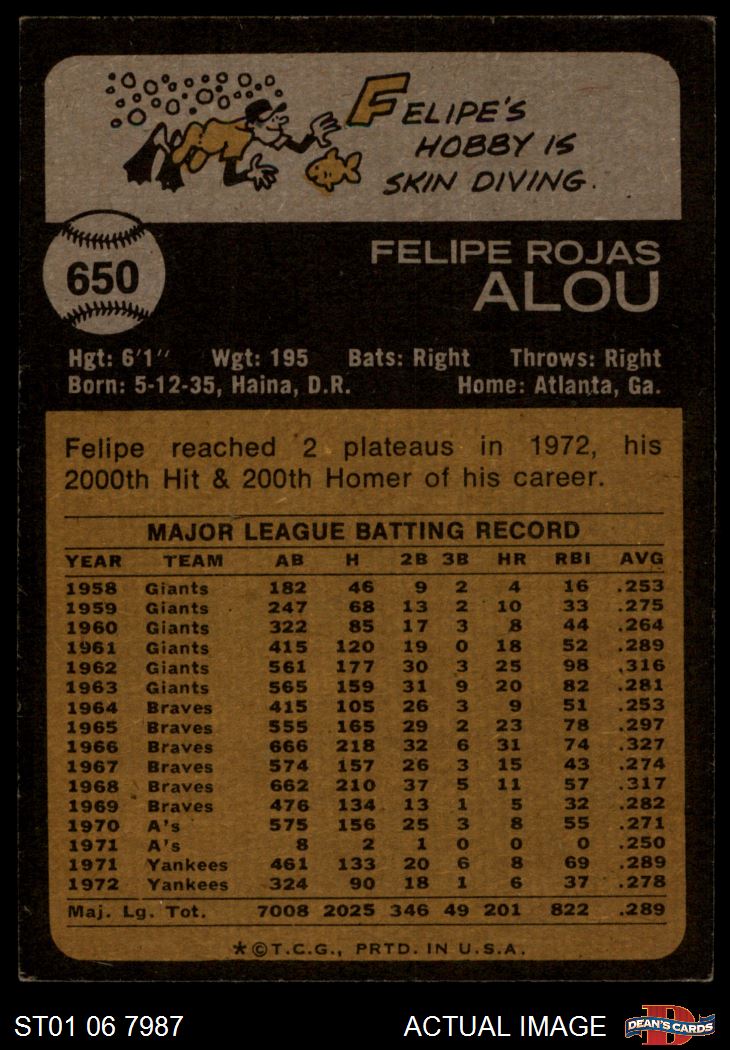 FELIPE'S
HOBBY IS
SKIN DIVING.
650
FELIPE ROJAS
ALOU
Hgt: 6'1" Wgt: 195 Bats: Right Throws: Right
Born: 5-12-35, Haina, D.R. Home: Atlanta, Ga.
Felipe reached 2 plateaus in 1972, his
2000th Hit & 200th Homer of his career.
MAJOR LEAGUE BATTING RECORD
YEAR TEAM AB H 2B 3B HR RBI AVG
1958 Giants 182 46 9 2 4 16 .253
1959 Giants 247 68 13 2 10 33 .275
1960 Giants 322 85 17 3 8 44 .264
1961 Giants 415 120 19 0 18 52 .289
1962 Giants 561 177 30 3 25 98 .316
1963 Giants 565 159 31 9 20 82 .281
1964 Braves 415 105 26 3 9 51 .253
1965 Braves 555 165 29 2 23 78 .297
1966 Braves 666 218 32 6 31 74 .327
1967 Braves 574 157 26 3 15 43 .274
1968 Braves 662 210 37 5 11 57 .317
1969 Braves 476 134 13 1 5 32 .282
1970 A's 575 156 25 3 8 55 .271
1971 A's 8 2 1 0 0 0 .250
1971 Yankees 461 133 20 6 8 69 .289
1972 Yankees 324 90 18 1 6 37 .278
Maj. Lg. Tot. 7008 2025 346 49 201 822 .289
*©T.C.G., PRTD. IN U.S.A.
ST01 06 7987 ACTUAL IMAGE D DEAN'S CARDS